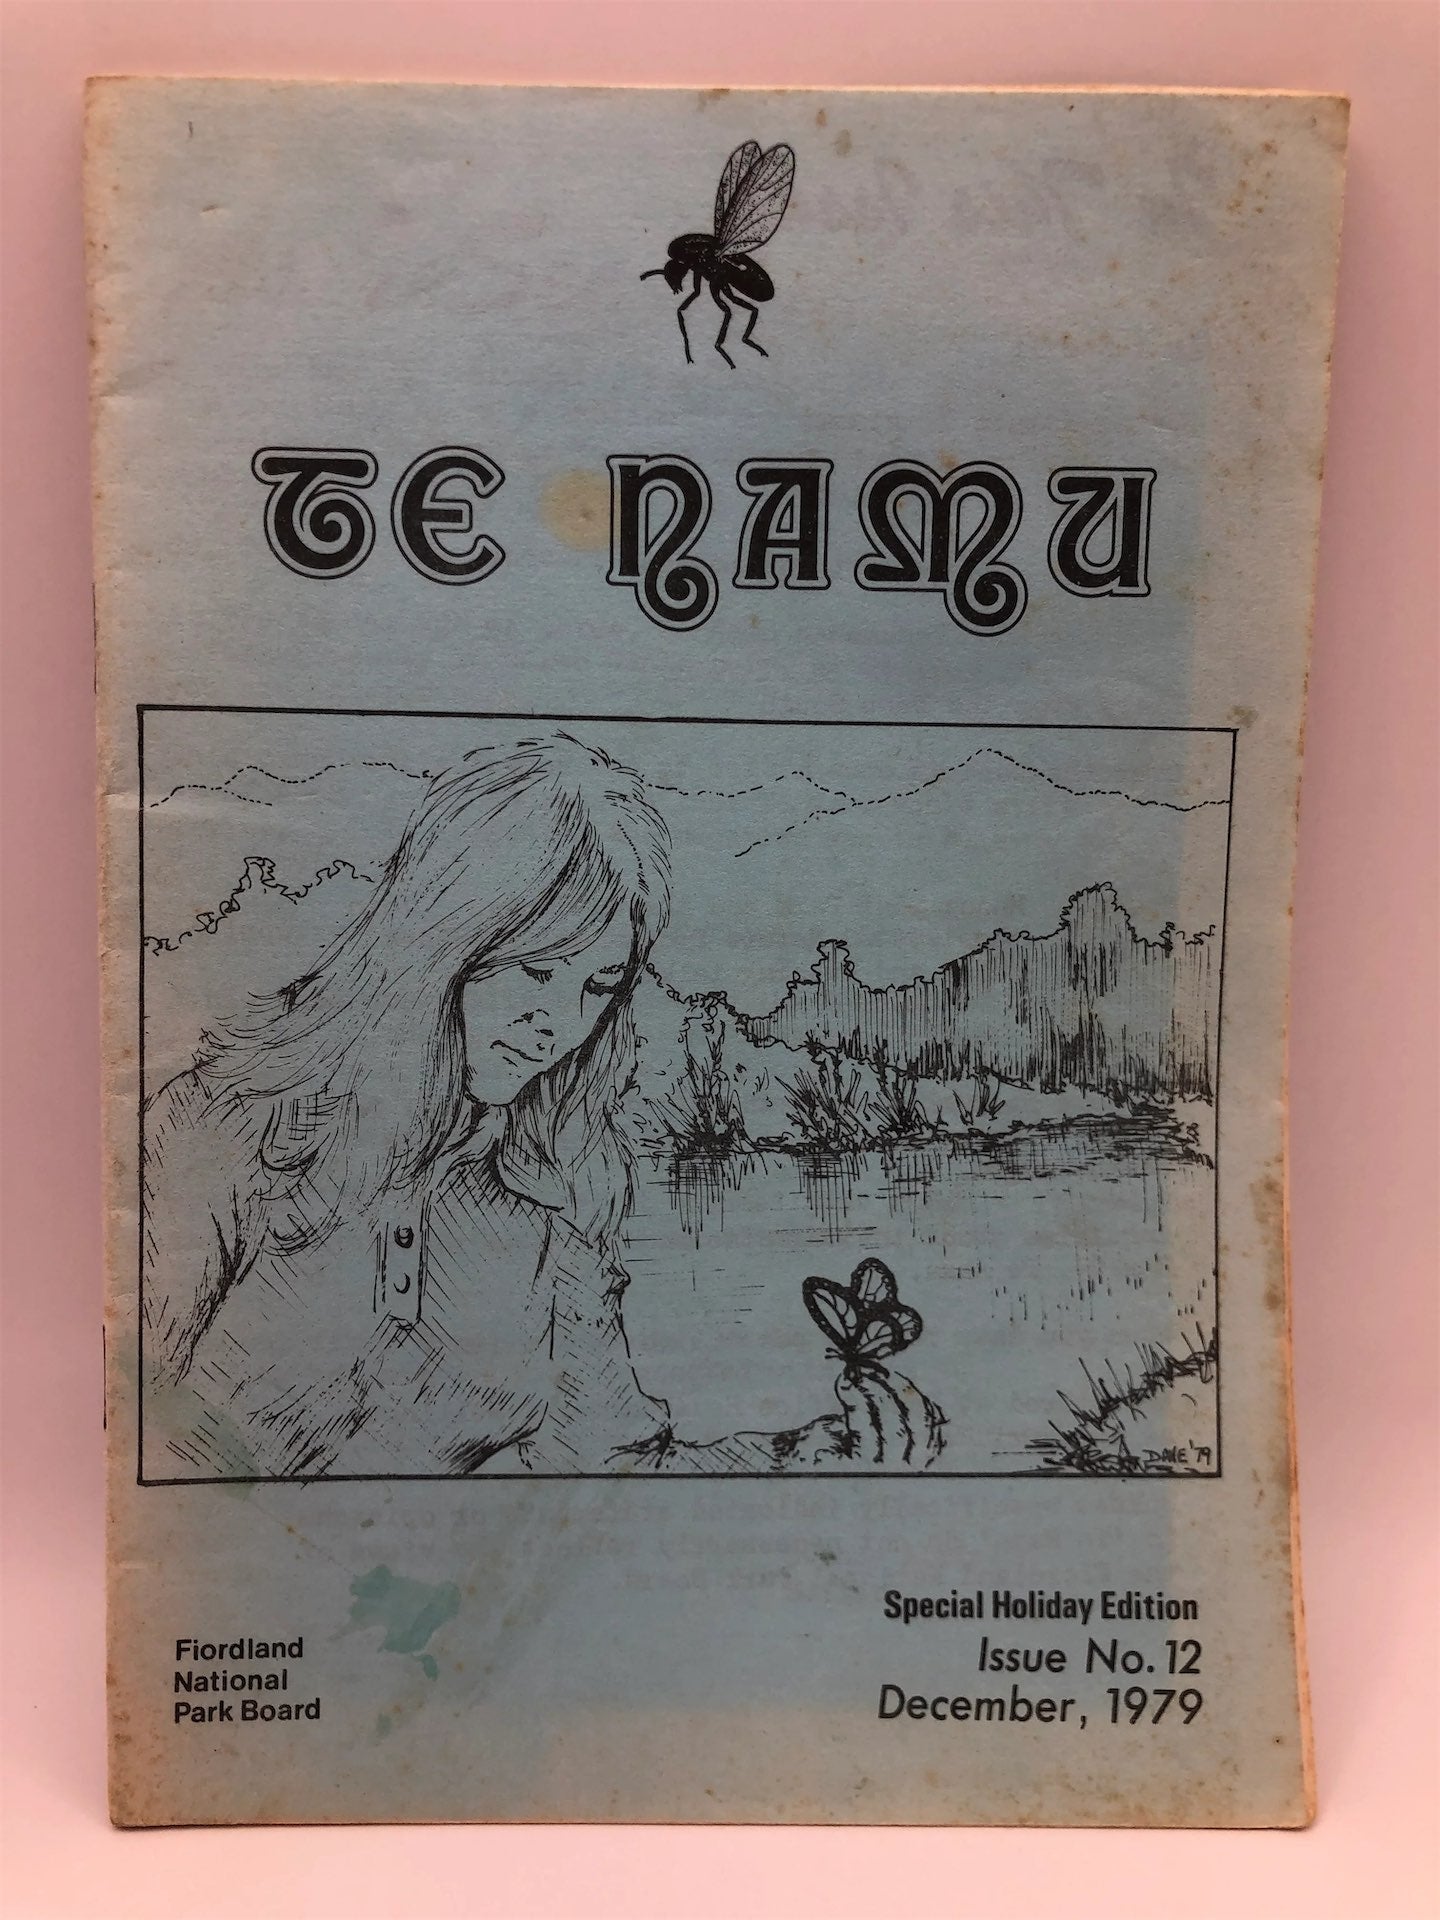 TE NAMU
DAVE '79
Special Holiday Edition
Issue No. 12
December, 1979
Fiordland
National
Park Board